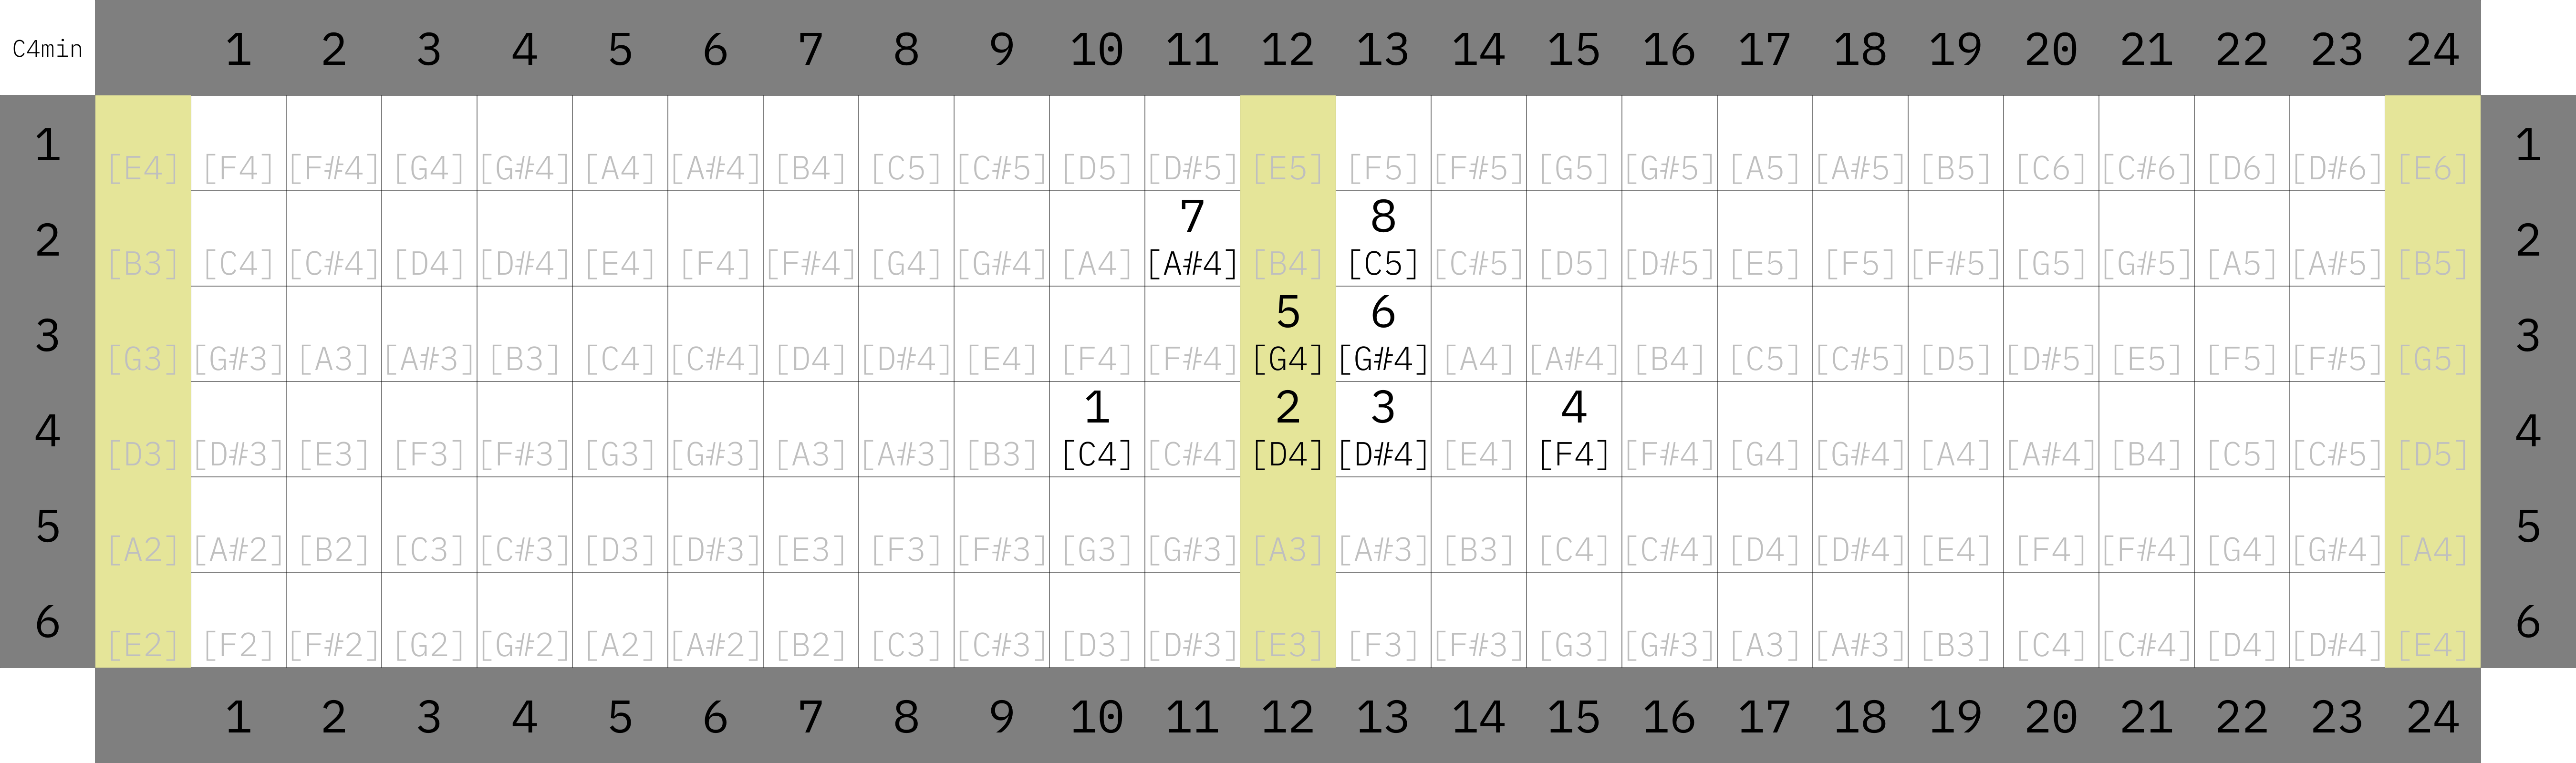 C4min 1 2 3 4 5 6 7 8 9 10 11 12 13 14 15 16 17 18 19 20 21 22 23 24
1 [E4] [F4] [F#4] [G4] [G#4] [A4] [A#4] [B4] [C5] [C#5] [D5] [D#5] [E5] [F5] [F#5] [G5] [G#5] [A5] [A#5] [B5] [C6] [C#6] [D6] [D#6] [E6] 1
7 8
2 [B3] [C4] [C#4] [D4] [D#4] [E4] [F4] [F#4] [G4] [G#4] [A4] [A#4] [B4] [C5] [C#5] [D5] [D#5] [E5] [F5] [F#5] [G5] [G#5] [A5] [A#5] [B5] 2
5 6
3 [G3] [G#3] [A3] [A#3] [B3] [C4] [C#4] [D4] [D#4] [E4] [F4] [F#4] [G4] [G#4] [A4] [A#4] [B4] [C5] [C#5] [D5] [D#5] [E5] [F5] [F#5] [G5] 3
1 2 3 4
4 [D3] [D#3] [E3] [F3] [F#3] [G3] [G#3] [A3] [A#3] [B3] [C4] [C#4] [D4] [D#4] [E4] [F4] [F#4] [G4] [G#4] [A4] [A#4] [B4] [C5] [C#5] [D5] 4
5 [A2] [A#2] [B2] [C3] [C#3] [D3] [D#3] [E3] [F3] [F#3] [G3] [G#3] [A3] [A#3] [B3] [C4] [C#4] [D4] [D#4] [E4] [F4] [F#4] [G4] [G#4] [A4] 5
6 [E2] [F2] [F#2] [G2] [G#2] [A2] [A#2] [B2] [C3] [C#3] [D3] [D#3] [E3] [F3] [F#3] [G3] [G#3] [A3] [A#3] [B3] [C4] [C#4] [D4] [D#4] [E4] 6
1 2 3 4 5 6 7 8 9 10 11 12 13 14 15 16 17 18 19 20 21 22 23 24